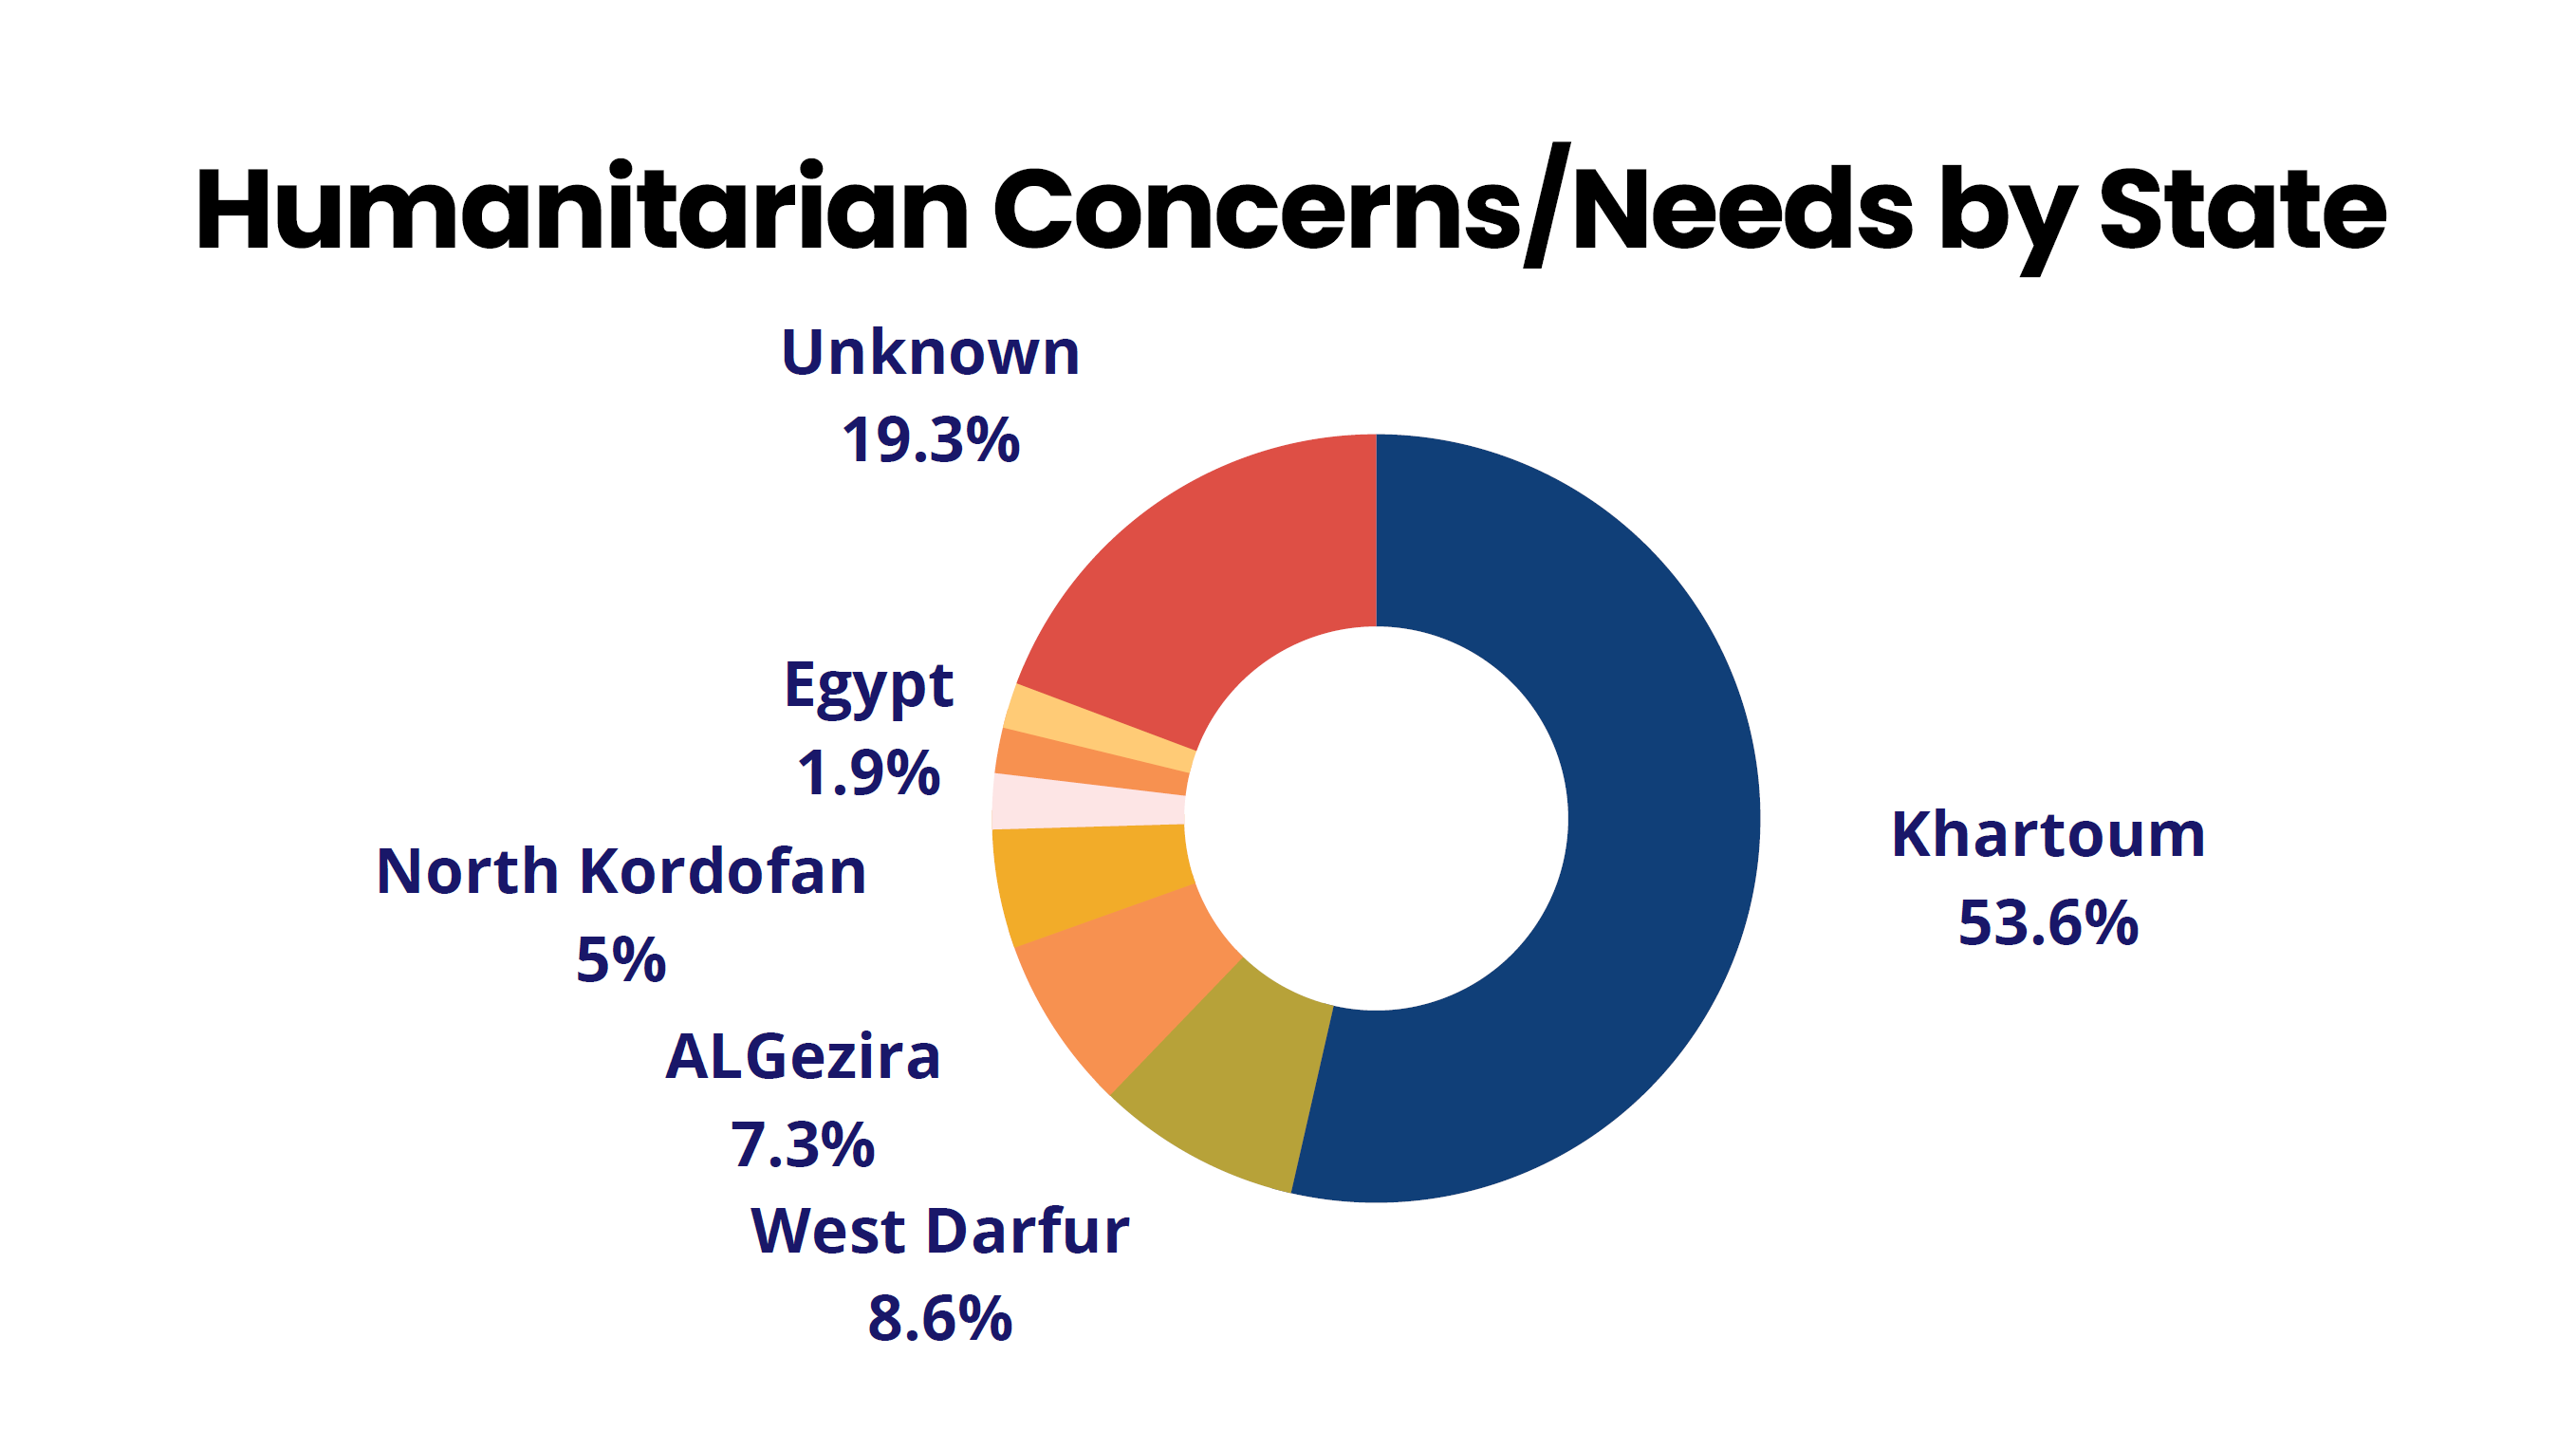 Humanitarian Concerns/Needs by State
Unknown
19.3%
Egypt
1.9%
North Kordofan
5%
ALGezira
7.3%
West Darfur
8.6%
Khartoum
53.6%